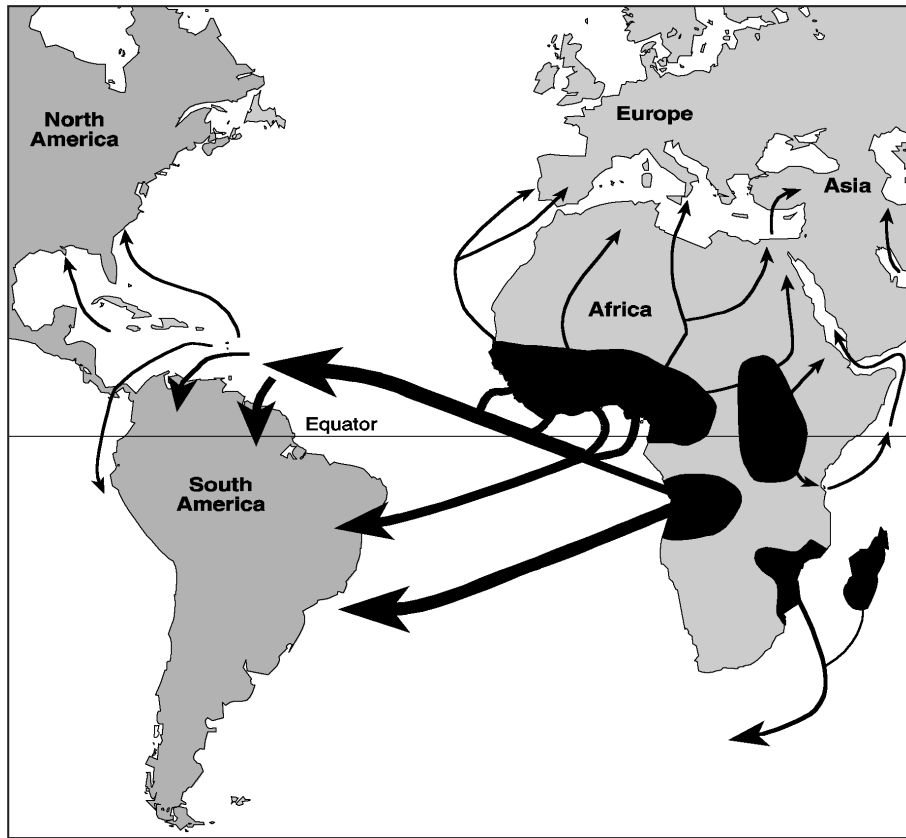 North
America
Europe
Asia
Africa
Equator
South
America